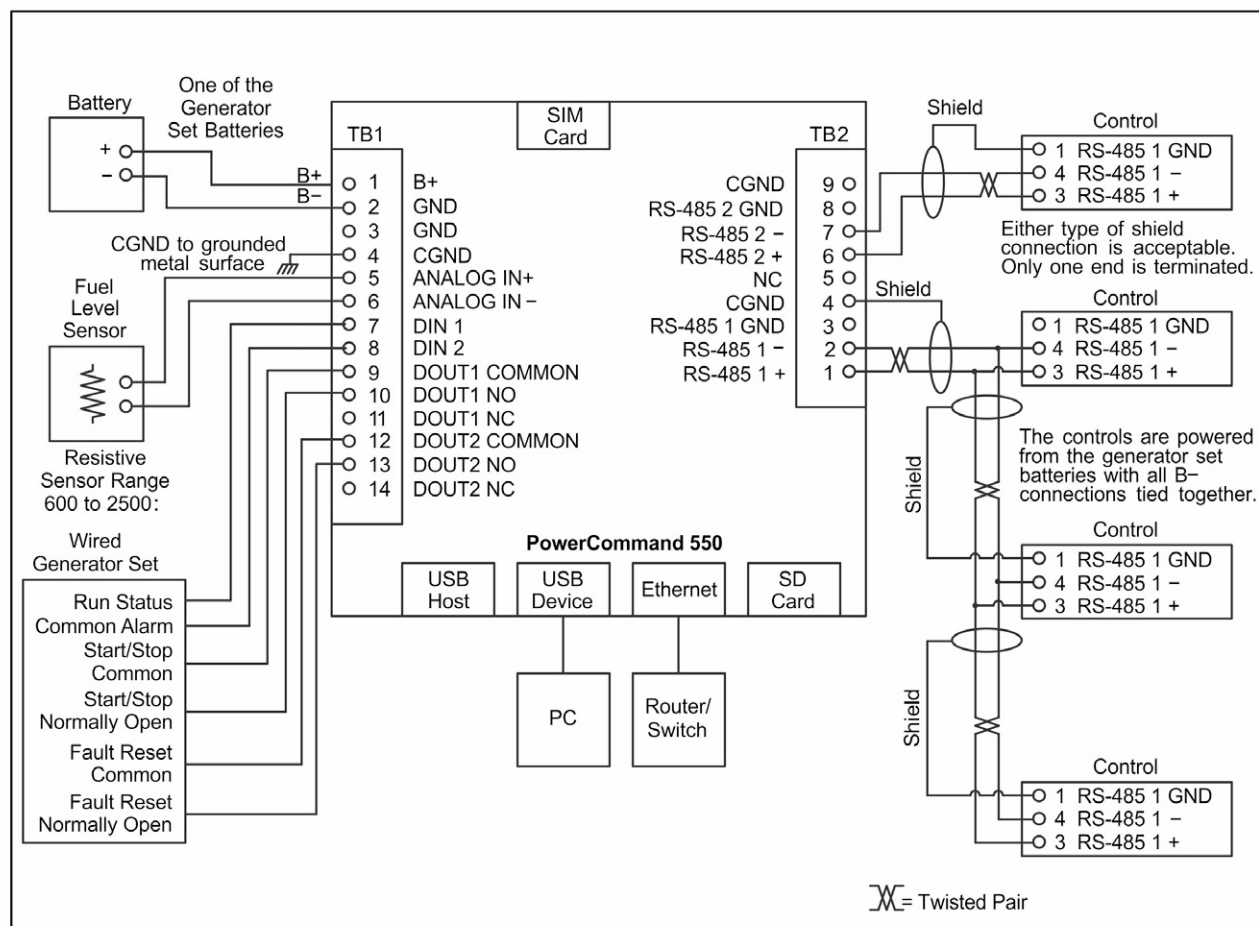 Battery
+
−
One of the
Generator
Set Batteries
B+
B−
CGND to grounded
metal surface
Fuel
Level
Sensor
Resistive
Sensor Range
600 to 2500:
Wired
Generator Set
Run Status
Common Alarm
Start/Stop
Common
Start/Stop
Normally Open
Fault Reset
Common
Fault Reset
Normally Open
SIM
Card
TB1
1 B+
2 GND
3 GND
4 CGND
5 ANALOG IN+
6 ANALOG IN −
7 DIN 1
8 DIN 2
9 DOUT1 COMMON
10 DOUT1 NO
11 DOUT1 NC
12 DOUT2 COMMON
13 DOUT2 NO
14 DOUT2 NC
TB2
CGND 9
RS-485 2 GND 8
RS-485 2 − 7
RS-485 2 + 6
NC 5
CGND 4
RS-485 1 GND 3
RS-485 1 − 2
RS-485 1 + 1
PowerCommand 550
USB
Host
USB
Device
Ethernet
SD
Card
PC
Router/
Switch
Shield
Control
1 RS-485 1 GND
4 RS-485 1 −
3 RS-485 1 +
Either type of shield
connection is acceptable.
Only one end is terminated.
Shield
Control
1 RS-485 1 GND
4 RS-485 1 −
3 RS-485 1 +
The controls are powered
from the generator set
batteries with all B−
connections tied together.
Shield
Control
1 RS-485 1 GND
4 RS-485 1 −
3 RS-485 1 +
Shield
Control
1 RS-485 1 GND
4 RS-485 1 −
3 RS-485 1 +
= Twisted Pair